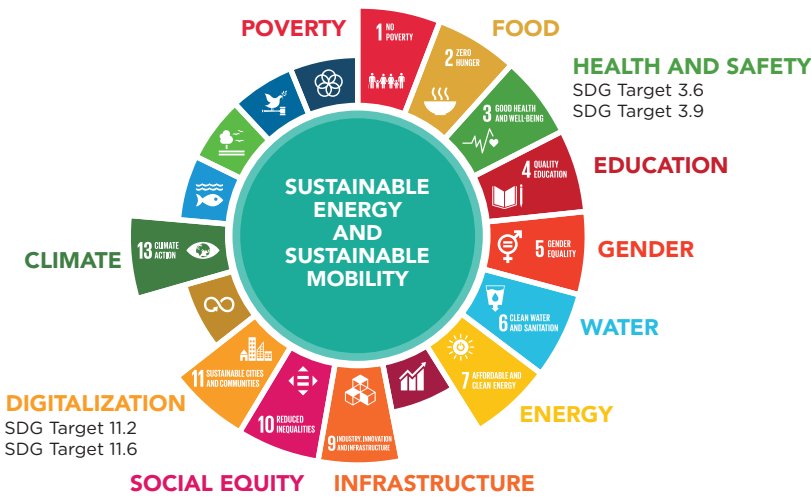 POVERTY
1 NO
POVERTY
FOOD
2 ZERO
HUNGER
HEALTH AND SAFETY
SDG Target 3.6
SDG Target 3.9
3 GOOD HEALTH
AND WELL-BEING
EDUCATION
4 QUALITY
EDUCATION
GENDER
5 GENDER
EQUALITY
WATER
6 CLEAN WATER
AND SANITATION
ENERGY
7 AFFORDABLE AND
CLEAN ENERGY
INFRASTRUCTURE
9 INDUSTRY, INNOVATION
AND INFRASTRUCTURE
SOCIAL EQUITY
10 REDUCED
INEQUALITIES
DIGITALIZATION
SDG Target 11.2
SDG Target 11.6
11 SUSTAINABLE CITIES
AND COMMUNITIES
CLIMATE
13 CLIMATE
ACTION
SUSTAINABLE
ENERGY
AND
SUSTAINABLE
MOBILITY